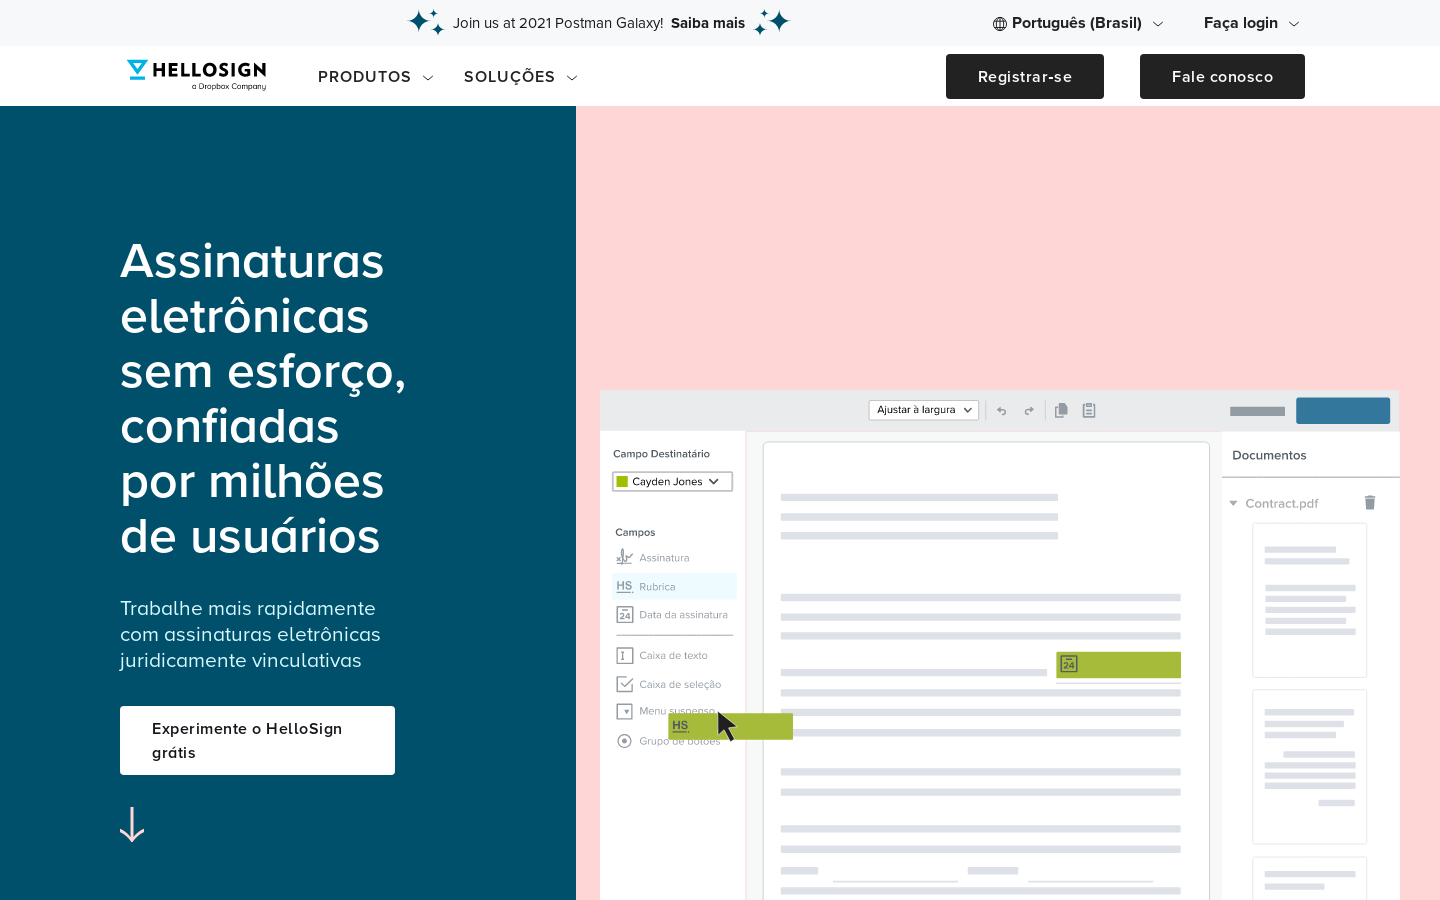 Join us at 2021 Postman Galaxy! Saiba mais
Português (Brasil)
Faça login
HELLOSIGN
a Dropbox Company
PRODUTOS
SOLUÇÕES
Registrar-se
Fale conosco
Assinaturas
eletrônicas
sem esforço,
confiadas
por milhões
de usuários
Trabalhe mais rapidamente
com assinaturas eletrônicas
juridicamente vinculativas
Experimente o HelloSign
grátis
Ajustar à largura
Campo Destinatário
Cayden Jones
Campos
Assinatura
HS Rubrica
24 Data da assinatura
Caixa de texto
Caixa de seleção
Menu suspenso
HS
Grupo de botões
24
Documentos
Contract.pdf